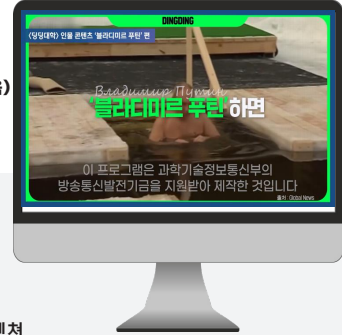 DINGDING
<딩딩대학> 인물 콘텐츠 '블라디미르 푸틴' 편
)
Владимир Путин
'블라디미르 푸틴'하면
이 프로그램은 과학기술정보통신부의
방송통신발전기금을 지원받아 제작한 것입니다
출처 : Global News